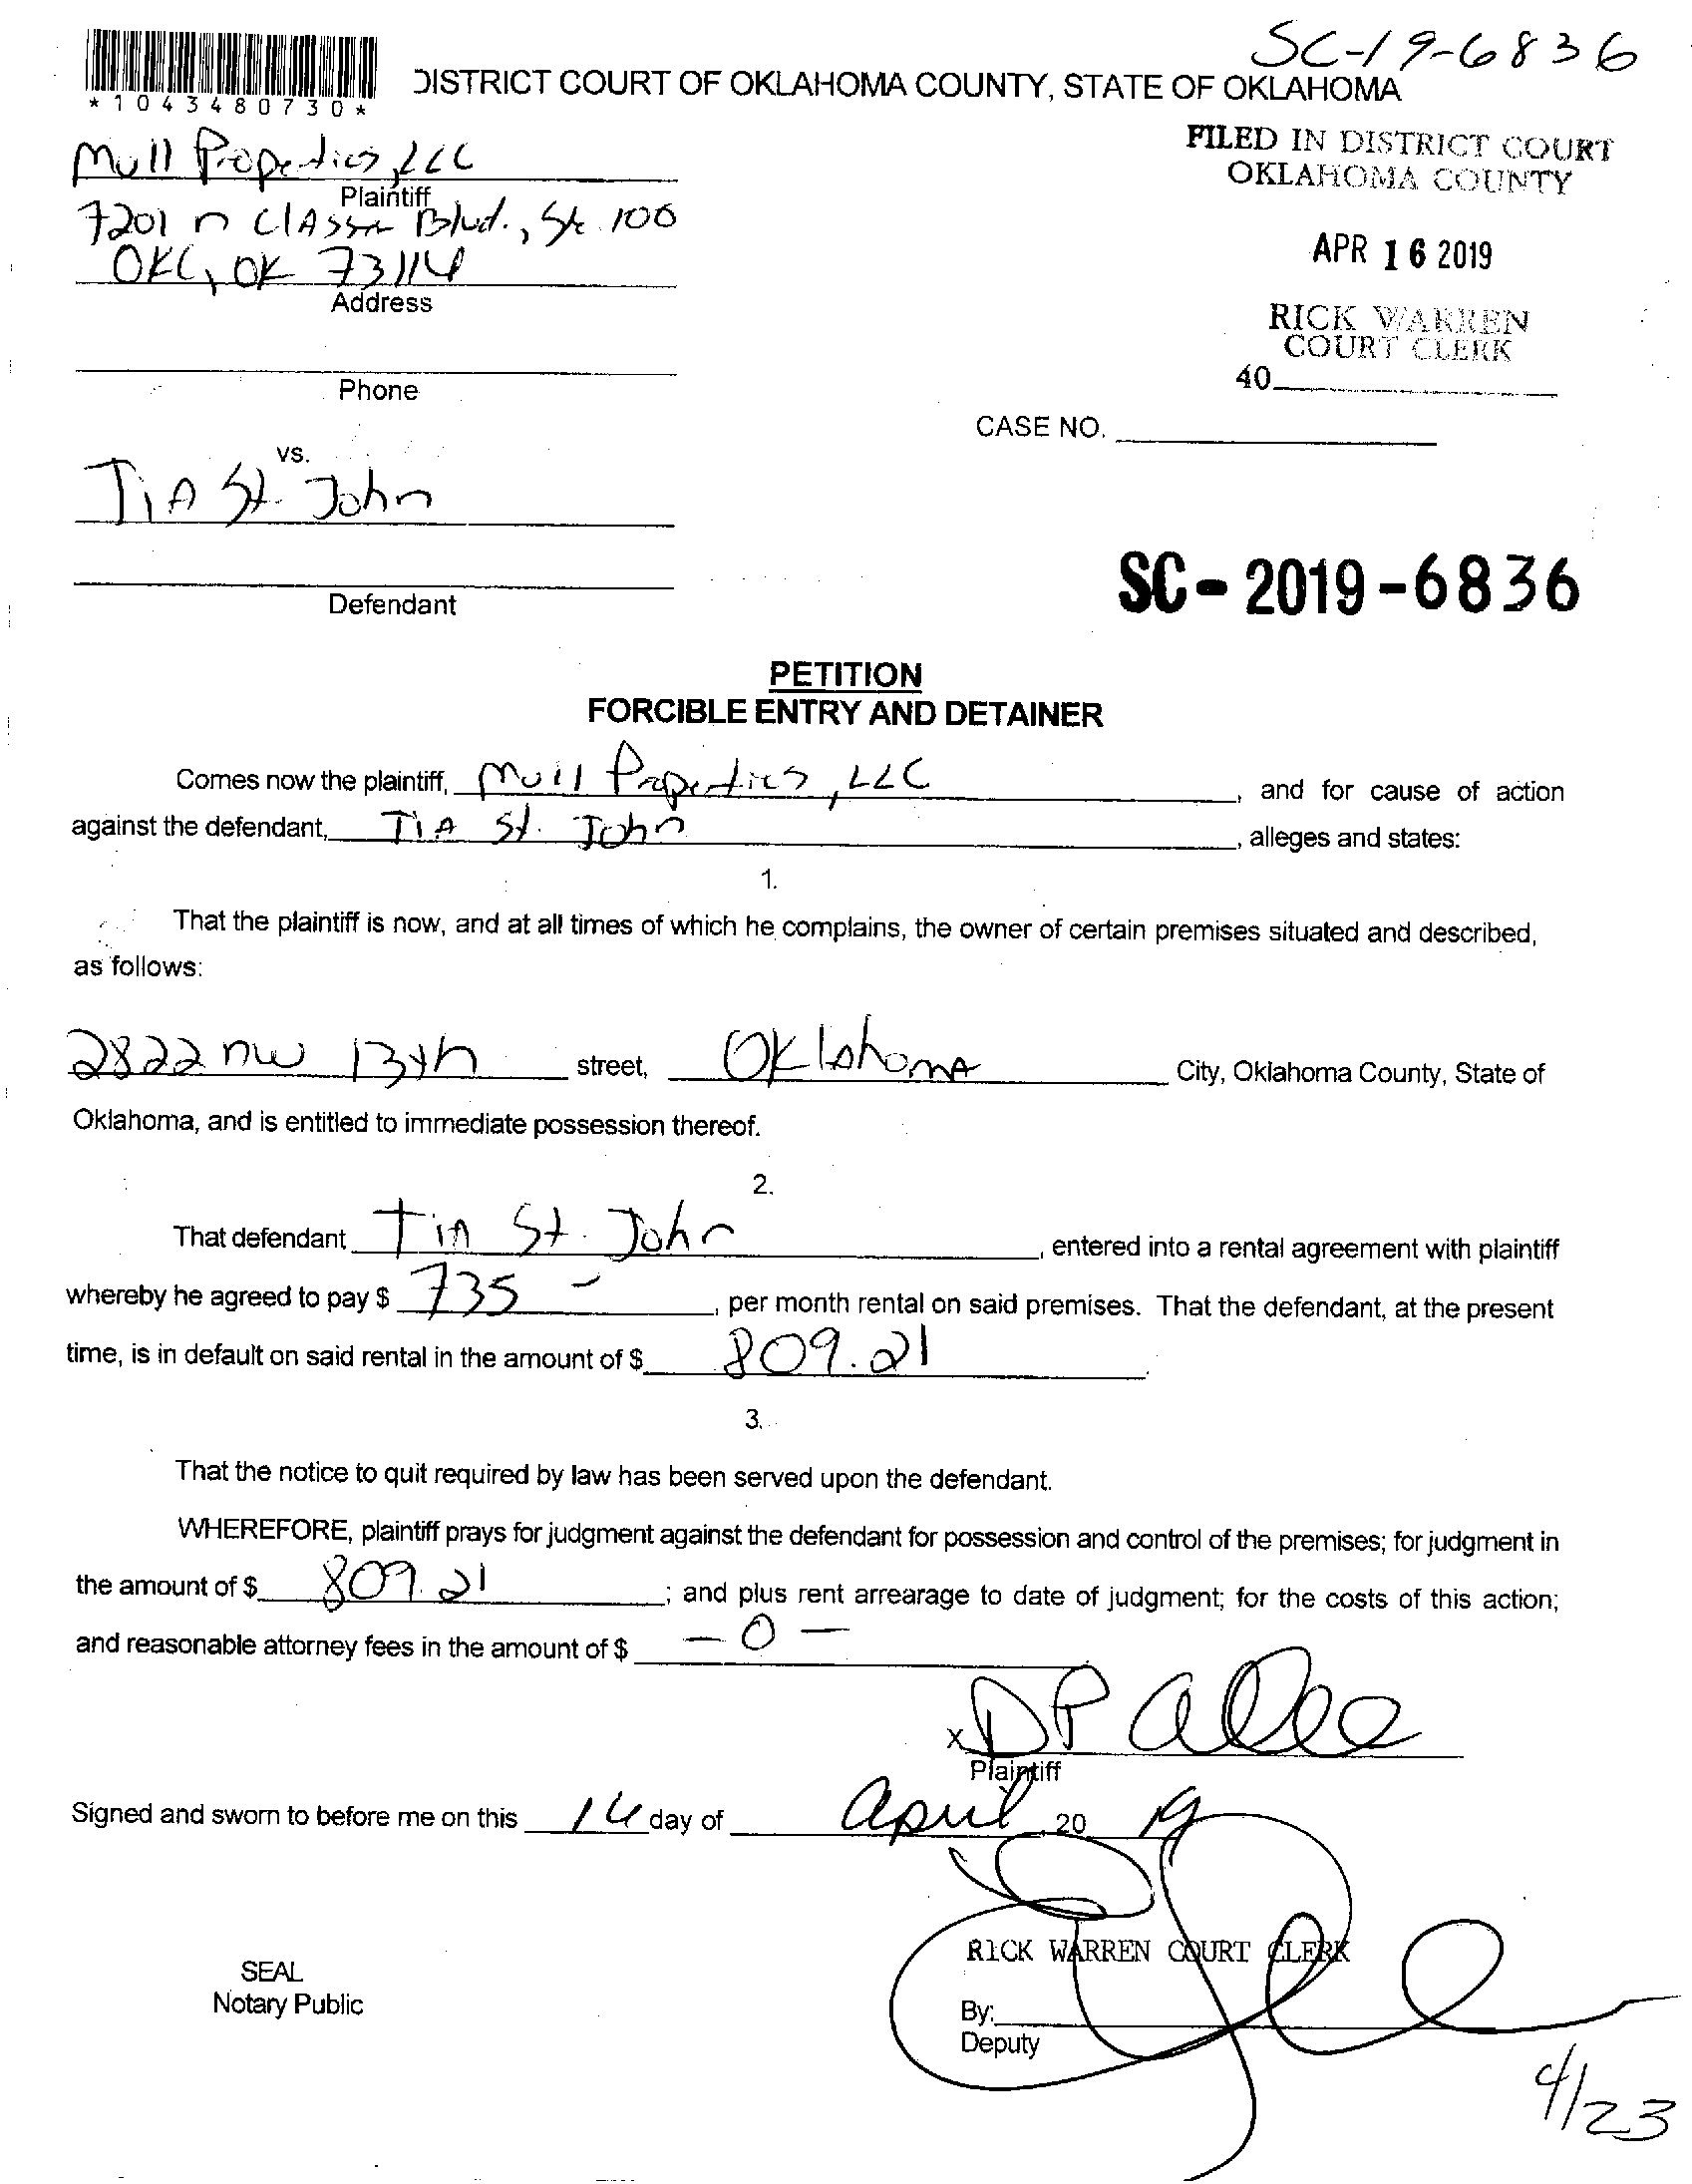 SC-19-6836
*1043480730*
DISTRICT COURT OF OKLAHOMA COUNTY, STATE OF OKLAHOMA
FILED IN DISTRICT COURT
OKLAHOMA COUNTY
Mull Properties, LLC
Plaintiff
7201 n Classen Blvd., Ste. 100
OKC, OK 73114
Address
APR 16 2019
RICK WARREN
COURT CLERK
40
Phone
CASE NO.
vs.
TIA St. John
Defendant
SC-2019-6836
PETITION
FORCIBLE ENTRY AND DETAINER
Comes now the plaintiff, Mull Properties, LLC, and for cause of action
against the defendant, TIA St. John, alleges and states:
1.
That the plaintiff is now, and at all times of which he complains, the owner of certain premises situated and described,
as follows:
2822 nw 13th street, OKlahomA City, Oklahoma County, State of
Oklahoma, and is entitled to immediate possession thereof.
2.
That defendant TiA St. John, entered into a rental agreement with plaintiff
whereby he agreed to pay $ 735 -, per month rental on said premises. That the defendant, at the present
time, is in default on said rental in the amount of $ 809.21.
3.
That the notice to quit required by law has been served upon the defendant.
WHEREFORE, plaintiff prays for judgment against the defendant for possession and control of the premises; for judgment in
the amount of $ 809.21; and plus rent arrearage to date of judgment; for the costs of this action;
and reasonable attorney fees in the amount of $ - 0 -
x DP
Plaintiff
Signed and sworn to before me on this 16 day of April, 20 19
RICK WARREN COURT CLERK
SEAL
Notary Public
By:
Deputy
4/23